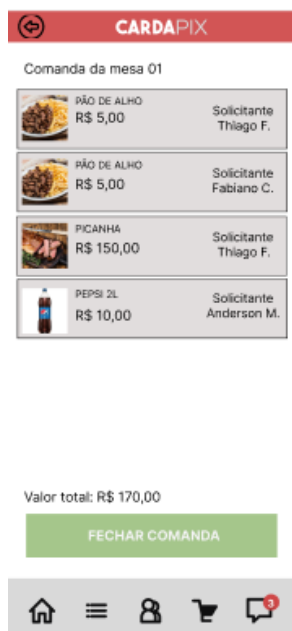 CARDAPIX
Comanda da mesa 01
PÃO DE ALHO
R$ 5,00
Solicitante
Thiago F.
PÃO DE ALHO
R$ 5,00
Solicitante
Fabiano C.
PICANHA
R$ 150,00
Solicitante
Thiago F.
PEPSI 2L
R$ 10,00
Solicitante
Anderson M.
Valor total: R$ 170,00
FECHAR COMANDA
3